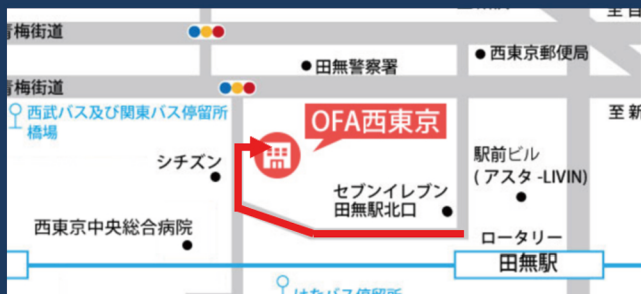 青梅街道
田無警察署
西東京郵便局
青梅街道
西武バス及び関東バス停留所
橋場
OFA西東京
至新
シチズン
駅前ビル
(アスタ-LIVIN)
セブンイレブン
田無駅北口
西東京中央総合病院
ロータリー
田無駅
はなバス停留所